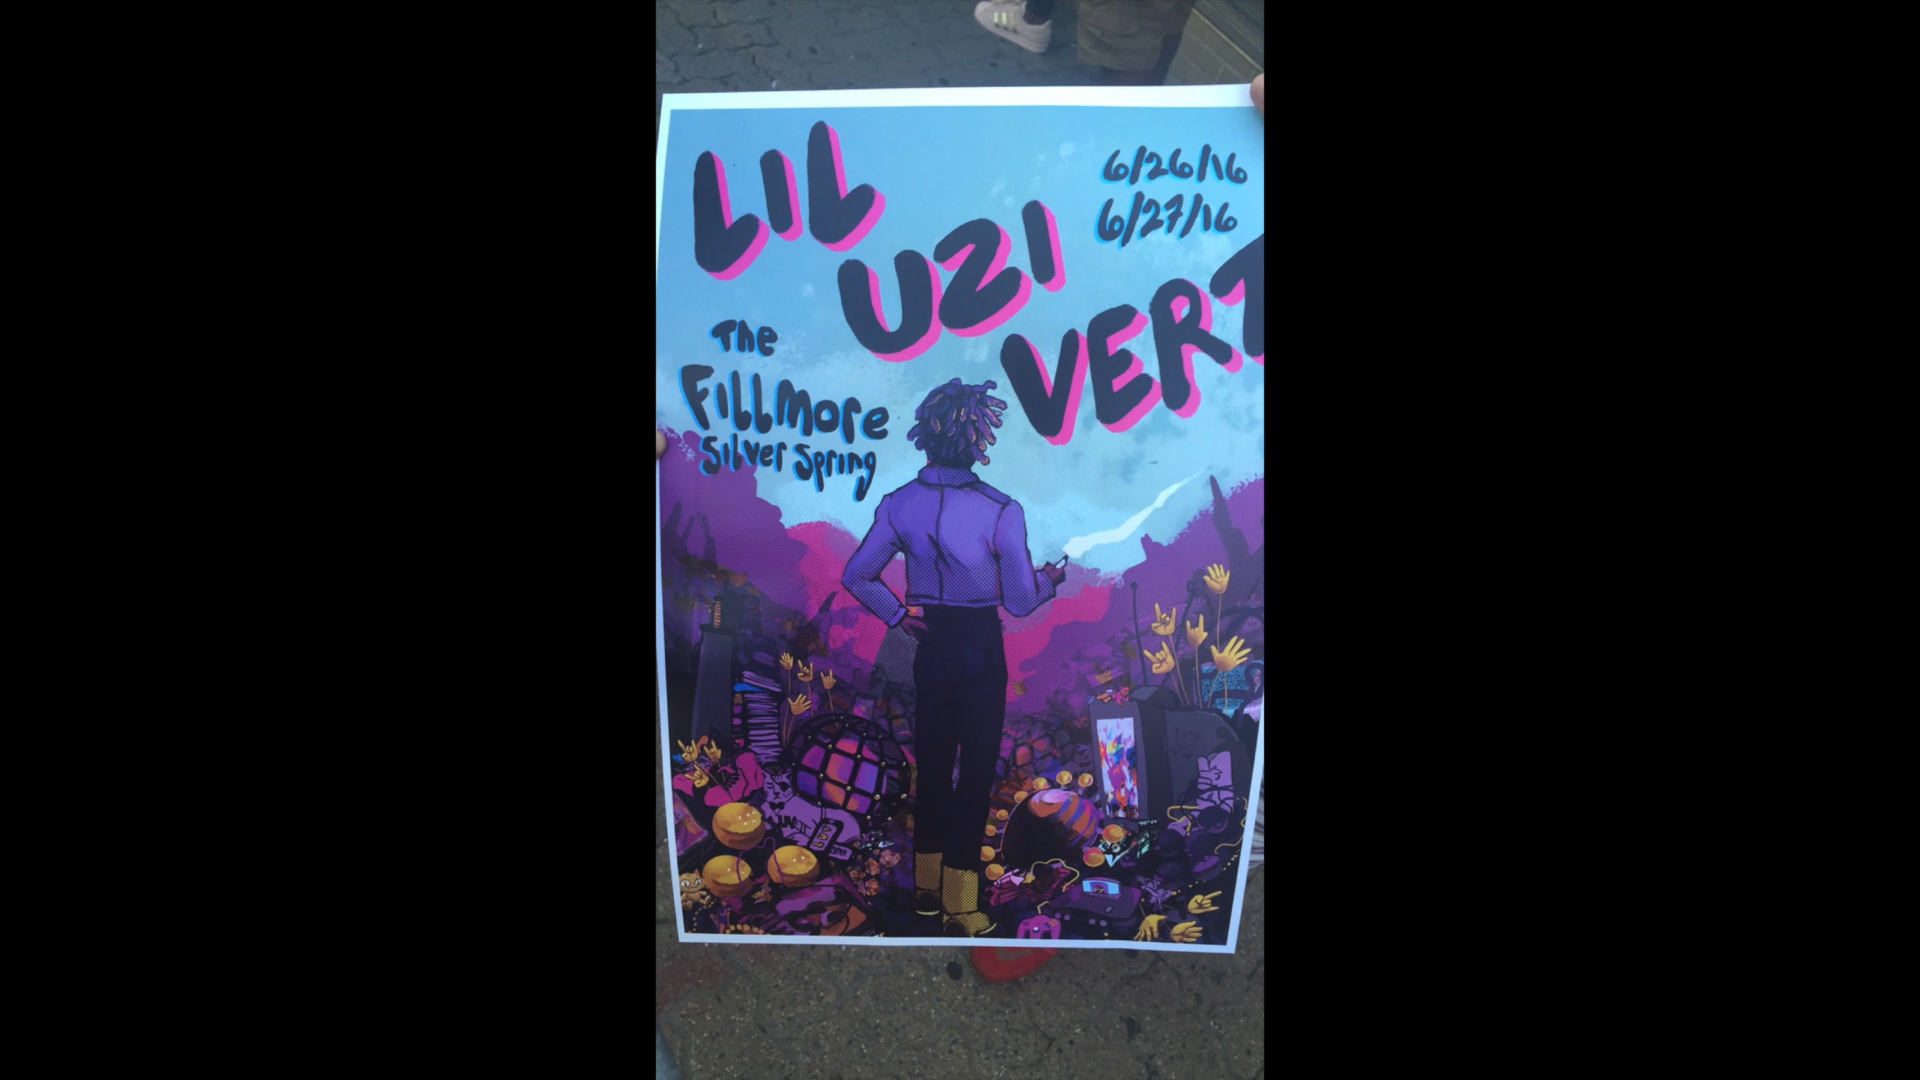 LIL
UZI
VERT
6/26/16
6/27/16
The
Fillmore
Silver Spring